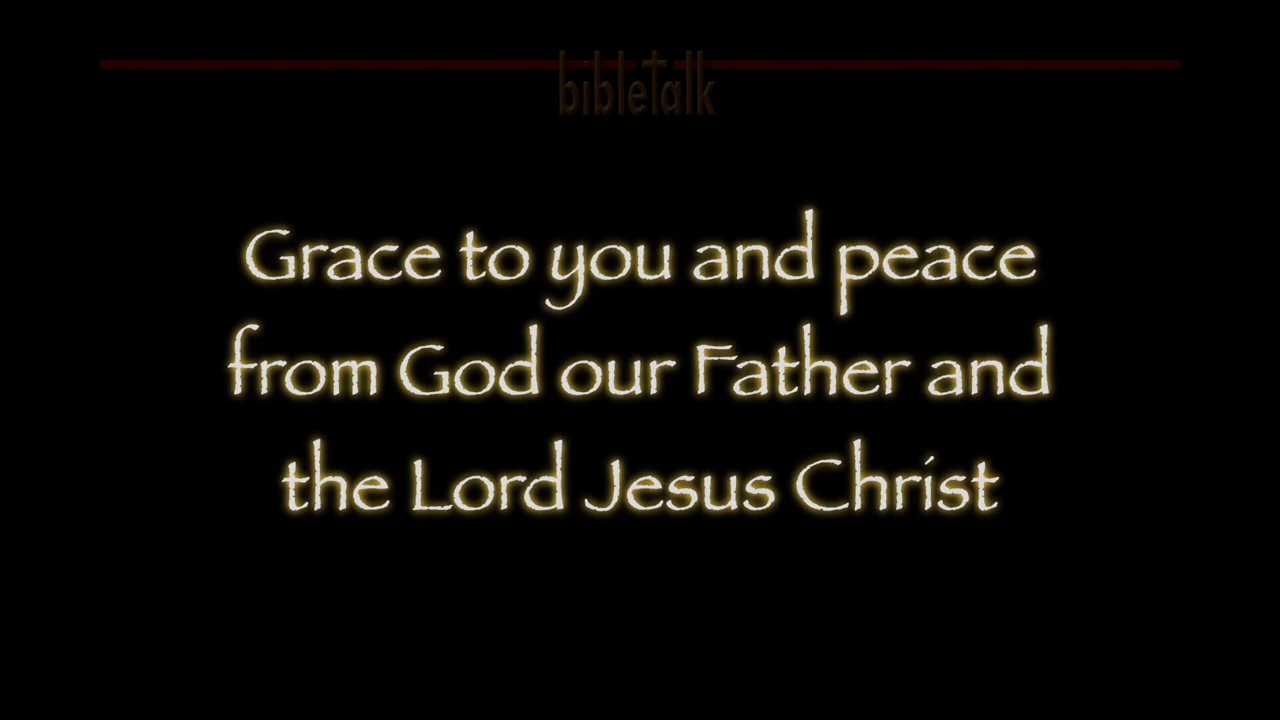 bibletalk
Grace to you and peace
from God our Father and
the Lord Jesus Christ